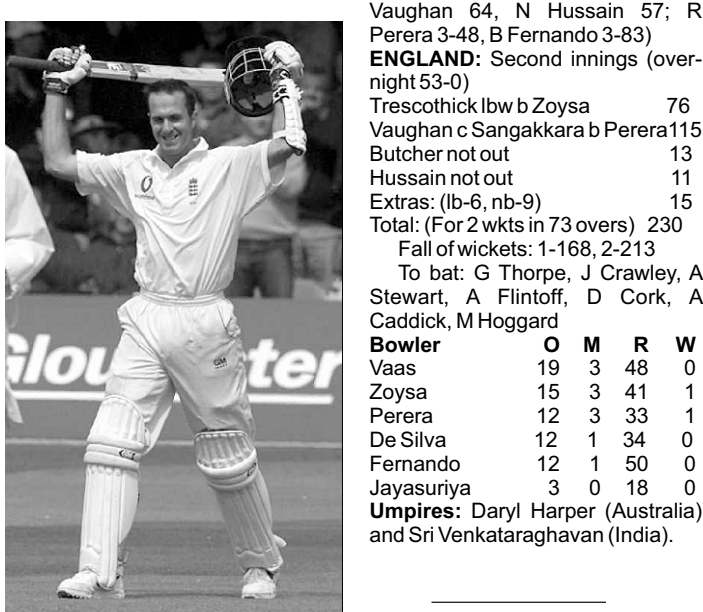 Vaughan 64, N Hussain 57; R
Perera 3-48, B Fernando 3-83)
ENGLAND: Second innings (over-
night 53-0)
Trescothick lbw b Zoysa 76
Vaughan c Sangakkara b Perera 115
Butcher not out 13
Hussain not out 11
Extras: (lb-6, nb-9) 15
Total: (For 2 wkts in 73 overs) 230
Fall of wickets: 1-168, 2-213
To bat: G Thorpe, J Crawley, A
Stewart, A Flintoff, D Cork, A
Caddick, M Hoggard
Bowler O M R W
Vaas 19 3 48 0
Zoysa 15 3 41 1
Perera 12 3 33 1
De Silva 12 1 34 0
Fernando 12 1 50 0
Jayasuriya 3 0 18 0
Umpires: Daryl Harper (Australia)
and Sri Venkataraghavan (India).
vodafone
GM
Glou ster